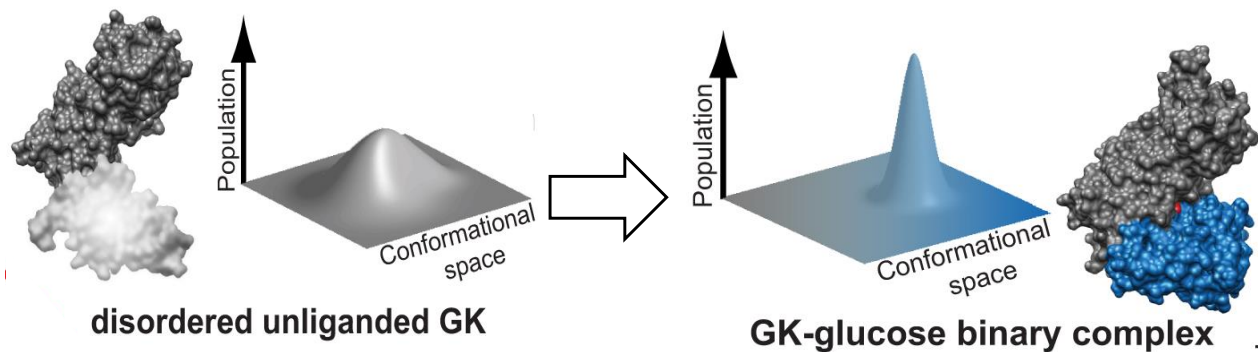 Population
Conformational
space
disordered unliganded GK
Population
Conformational
space
GK-glucose binary complex